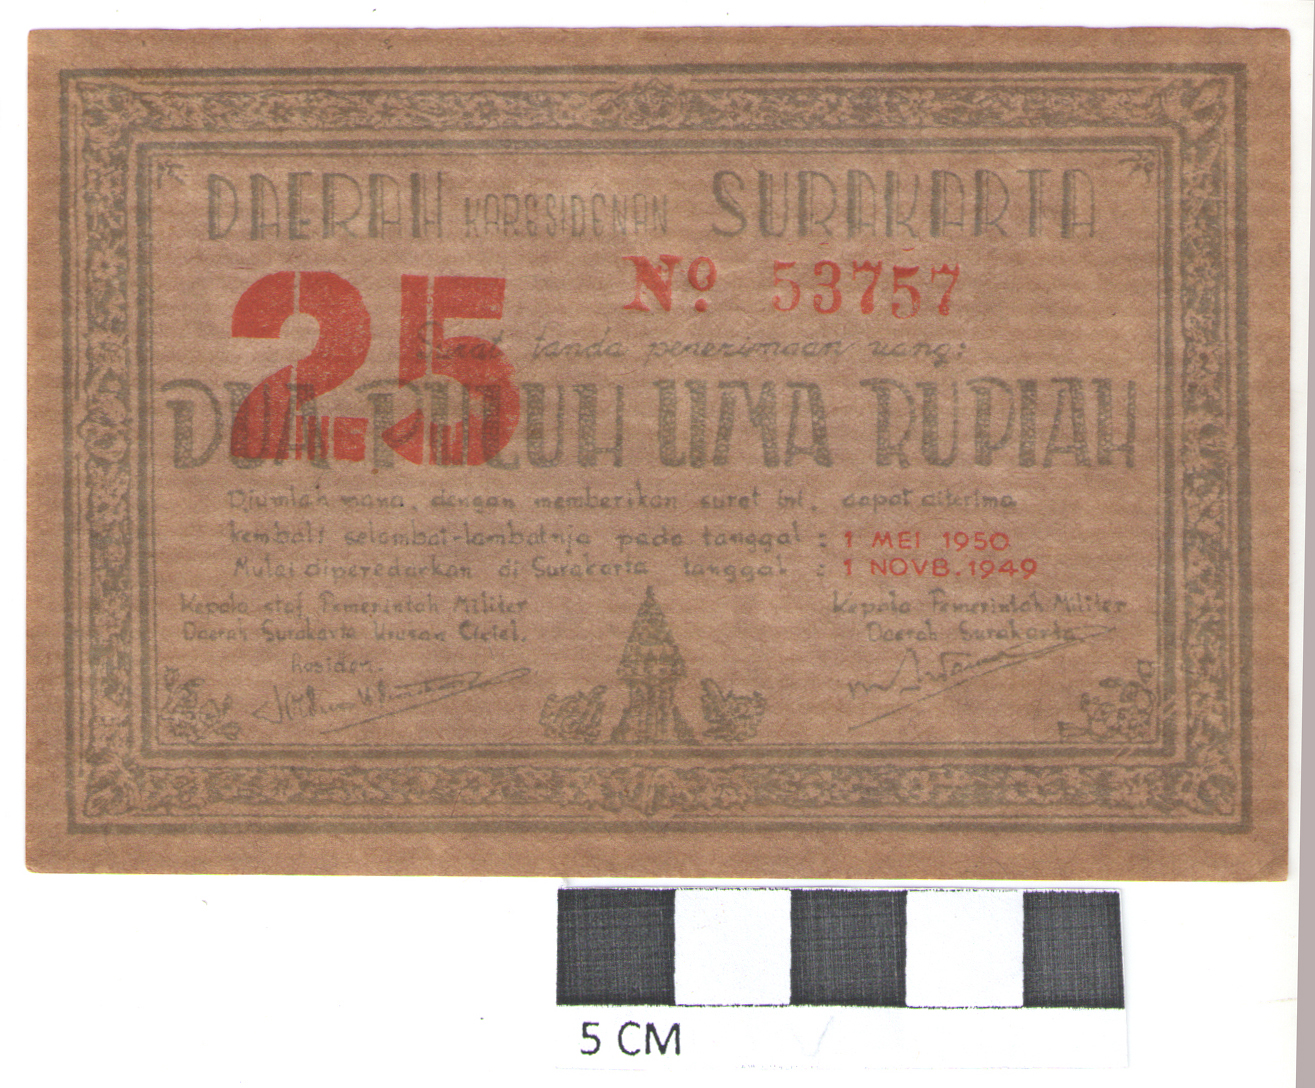 DAERAH KARESIDENAN SURAKARTA
Nº 53757
25
Surat tanda penerimaan uang:
DUA PULUH LIMA RUPIAH
Djumlah mana, dengan memberikan surat ini, dapat diterima
kembali selambat-lambatnja pada tanggal : 1 MEI 1950
Mulai diperedarkan di Surakarta tanggal : 1 NOVB. 1949
Kepala staf Pemerintah Militer
Daerah Surakarta Urusan Ciciel.
Residen.
Kepala Pemerintah Militer
Daerah Surakarta
5 CM